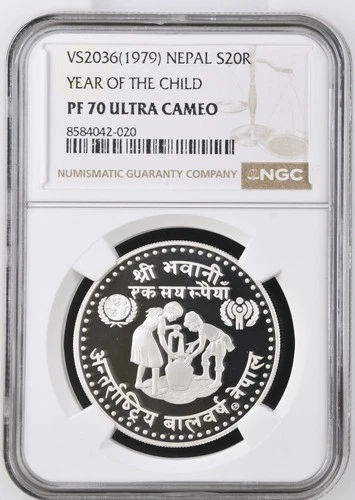 VS2036(1979) NEPAL S20R
YEAR OF THE CHILD
PF 70 ULTRA CAMEO
8584042-020
NUMISMATIC GUARANTY COMPANY NGC
श्री भवानी
एक सय रूपैयाँ
अन्तर्राष्ट्रिय बालवर्ष नेपाल